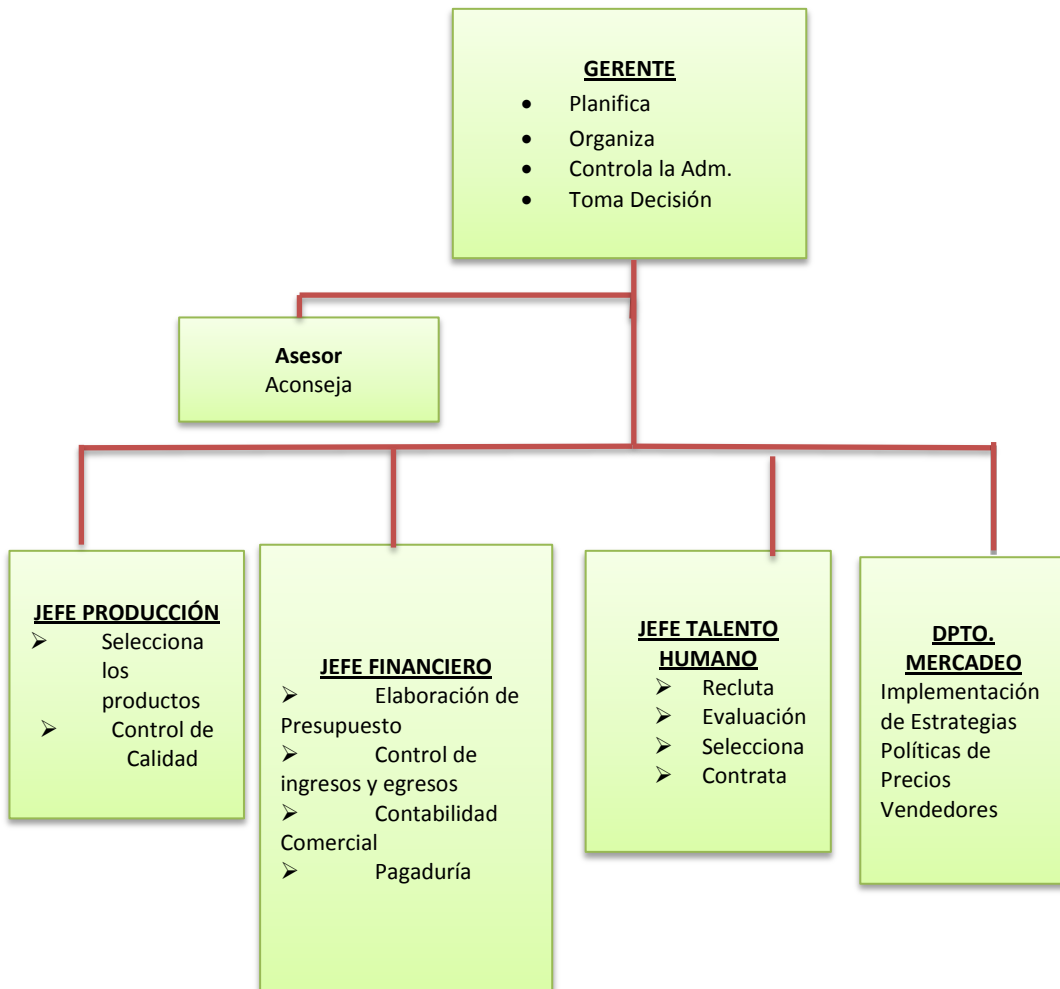 GERENTE
• Planifica
• Organiza
• Controla la Adm.
• Toma Decisión
Asesor
Aconseja
JEFE PRODUCCIÓN
➢ Selecciona
los
productos
➢ Control de
Calidad
JEFE FINANCIERO
➢ Elaboración de
Presupuesto
➢ Control de
ingresos y egresos
➢ Contabilidad
Comercial
➢ Pagaduría
JEFE TALENTO
HUMANO
➢ Recluta
➢ Evaluación
➢ Selecciona
➢ Contrata
DPTO.
MERCADEO
Implementación
de Estrategias
Políticas de
Precios
Vendedores